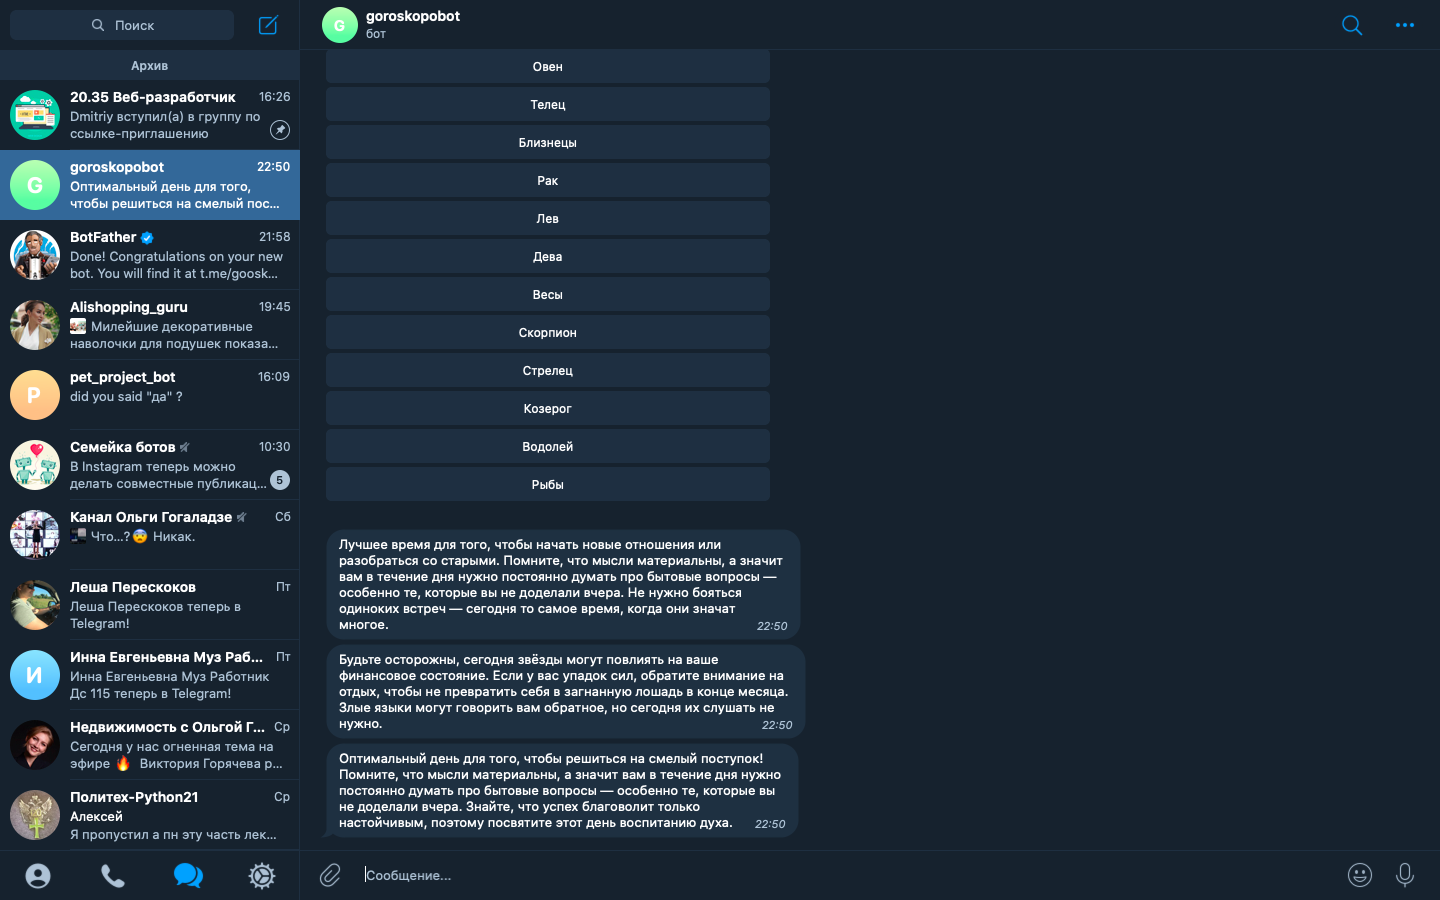 Поиск
Архив
20.35 Веб-разработчик 16:26
Dmitriy вступил(а) в группу по
ссылке-приглашению
G
goroskopobot 22:50
Оптимальный день для того,
чтобы решиться на смелый пос...
BotFather 21:58
Done! Congratulations on your new
bot. You will find it at t.me/goosk...
Alishopping_guru 19:45
Милейшие декоративные
наволочки для подушек показа...
P
pet_project_bot 16:09
did you said "да" ?
Семейка ботов 10:30
В Instagram теперь можно
делать совместные публикац... 5
Канал Ольги Гогаладзе Сб
Что...?😨 Никак.
Леша Перескоков Пт
Леша Перескоков теперь в
Telegram!
И
Инна Евгеньевна Муз Раб... Пт
Инна Евгеньевна Муз Работник
Дс 115 теперь в Telegram!
Недвижимость с Ольгой Г... Ср
Сегодня у нас огненная тема на
эфире 🔥 Виктория Горячева р...
Политех-Python21 Ср
Алексей
Я пропустил а пн эту часть лек...
G
goroskopobot
бот
Овен
Телец
Близнецы
Рак
Лев
Дева
Весы
Скорпион
Стрелец
Козерог
Водолей
Рыбы
Лучшее время для того, чтобы начать новые отношения или
разобраться со старыми. Помните, что мысли материальны, а значит
вам в течение дня нужно постоянно думать про бытовые вопросы —
особенно те, которые вы не доделали вчера. Не нужно бояться
одиноких встреч — сегодня то самое время, когда они значат
многое. 22:50
Будьте осторожны, сегодня звёзды могут повлиять на ваше
финансовое состояние. Если у вас упадок сил, обратите внимание на
отдых, чтобы не превратить себя в загнанную лошадь в конце месяца.
Злые языки могут говорить вам обратное, но сегодня их слушать не
нужно. 22:50
Оптимальный день для того, чтобы решиться на смелый поступок!
Помните, что мысли материальны, а значит вам в течение дня нужно
постоянно думать про бытовые вопросы — особенно те, которые вы
не доделали вчера. Знайте, что успех благоволит только
настойчивым, поэтому посвятите этот день воспитанию духа. 22:50
Сообщение...